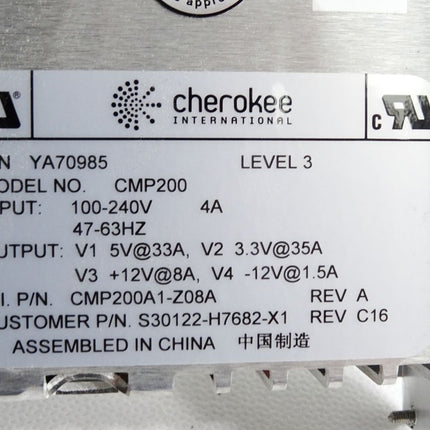 appro
cherokee
INTERNATIONAL
c
N YA70985 LEVEL 3
ODEL NO. CMP200
PUT: 100-240V 4A
47-63HZ
UTPUT: V1 5V@33A, V2 3.3V@35A
V3 +12V@8A, V4 -12V@1.5A
.I. P/N. CMP200A1-Z08A REV A
USTOMER P/N. S30122-H7682-X1 REV C16
ASSEMBLED IN CHINA 中国制造